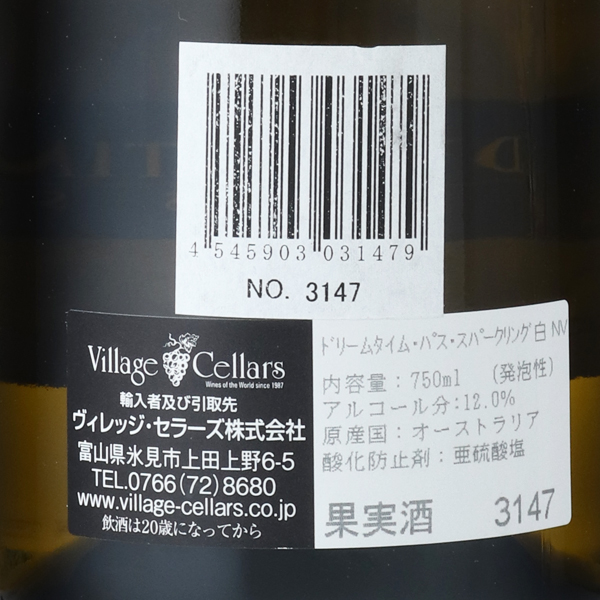 4 545903 031479
NO. 3147
Village Cellars
Wines of the World since 1987
輸入者及び引取先
ヴィレッジ・セラーズ株式会社
富山県氷見市上田上野6-5
TEL.0766(72)8680
www.village-cellars.co.jp
飲酒は20歳になってから
ドリームタイム・パス・スパークリング 白 NV
内容量:750ml (発泡性)
アルコール分:12.0%
原産国:オーストラリア
酸化防止剤:亜硫酸塩
果実酒 3147